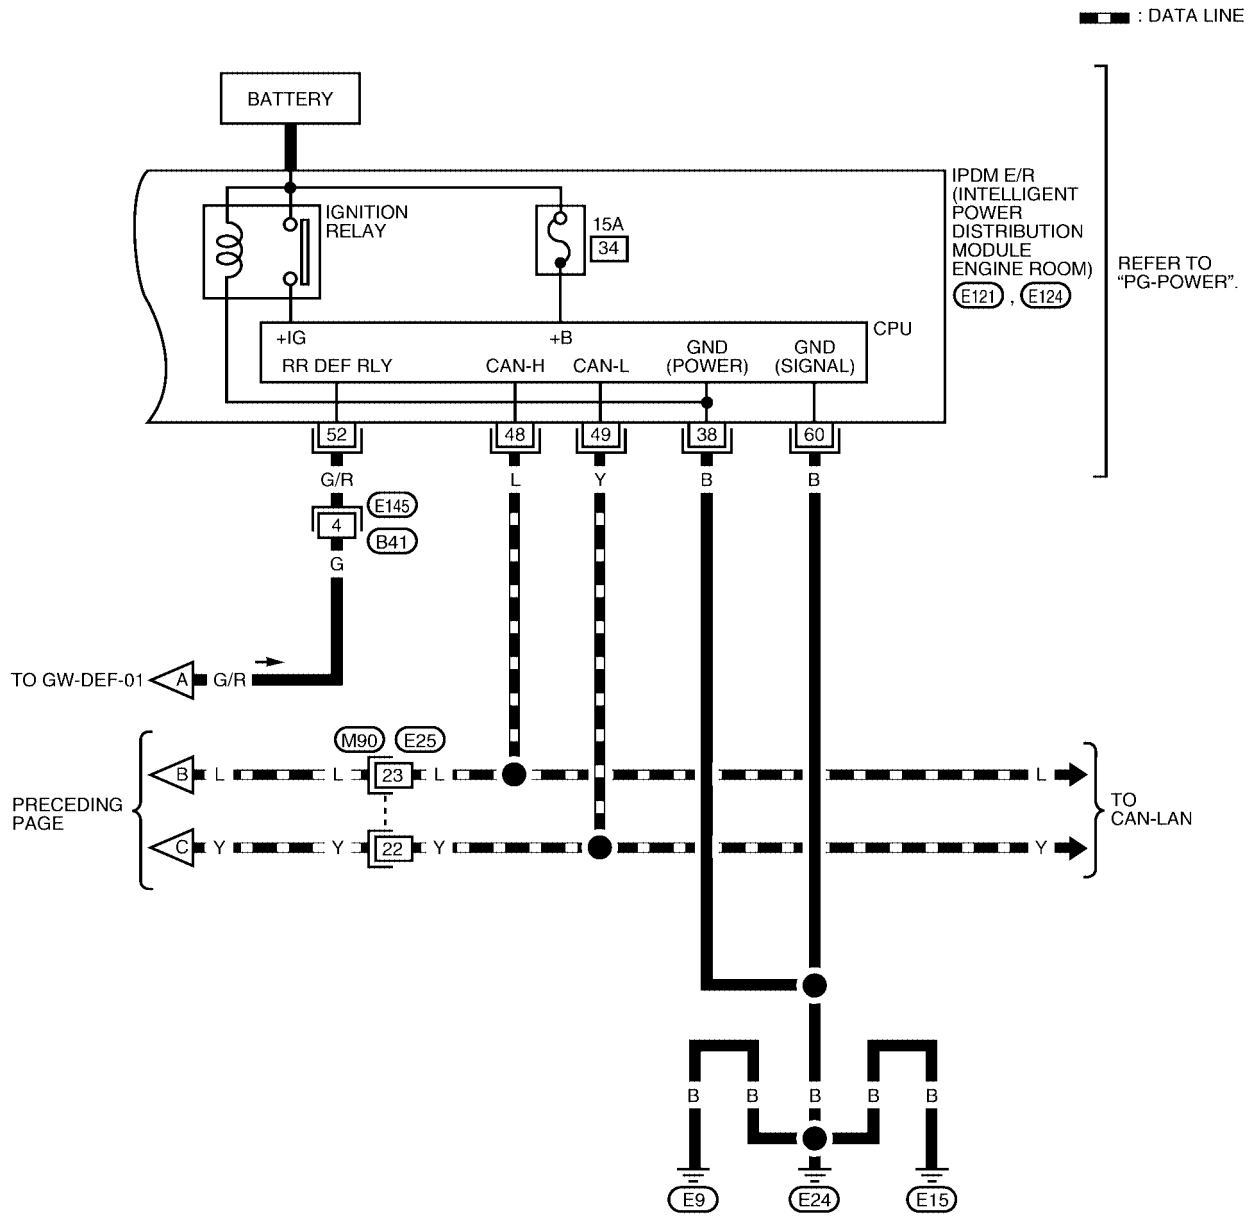 : DATA LINE
BATTERY
IPDM E/R
(INTELLIGENT
POWER
DISTRIBUTION
MODULE
ENGINE ROOM)
E121 , E124
REFER TO
“PG-POWER”.
IGNITION
RELAY
15A
34
CPU
+IG
+B
RR DEF RLY
CAN-H
CAN-L
GND
(POWER)
GND
(SIGNAL)
52
48
49
38
60
G/R
L
Y
B
B
E145
4
B41
G
TO GW-DEF-01
A
G/R
M90
E25
PRECEDING
PAGE
B
L
L
23
L
L
C
Y
Y
22
Y
Y
TO
CAN-LAN
B
B
B
B
B
E9
E24
E15